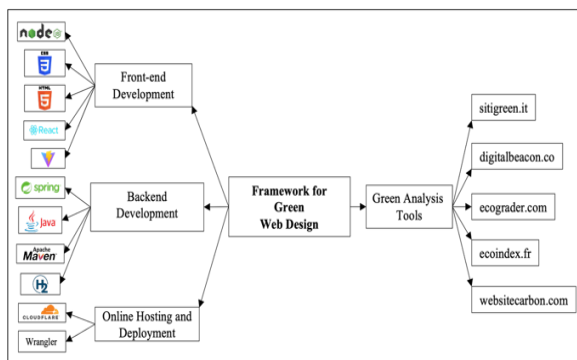 node
CSS
3
HTML
5
React
spring
Java
Apache
Maven
H2
CLOUDFLARE
Wrangler
Front-end
Development
Backend
Development
Online Hosting and
Deployment
Framework for
Green
Web Design
Green Analysis
Tools
sitigreen.it
digitalbeacon.co
ecograder.com
ecoindex.fr
websitecarbon.com